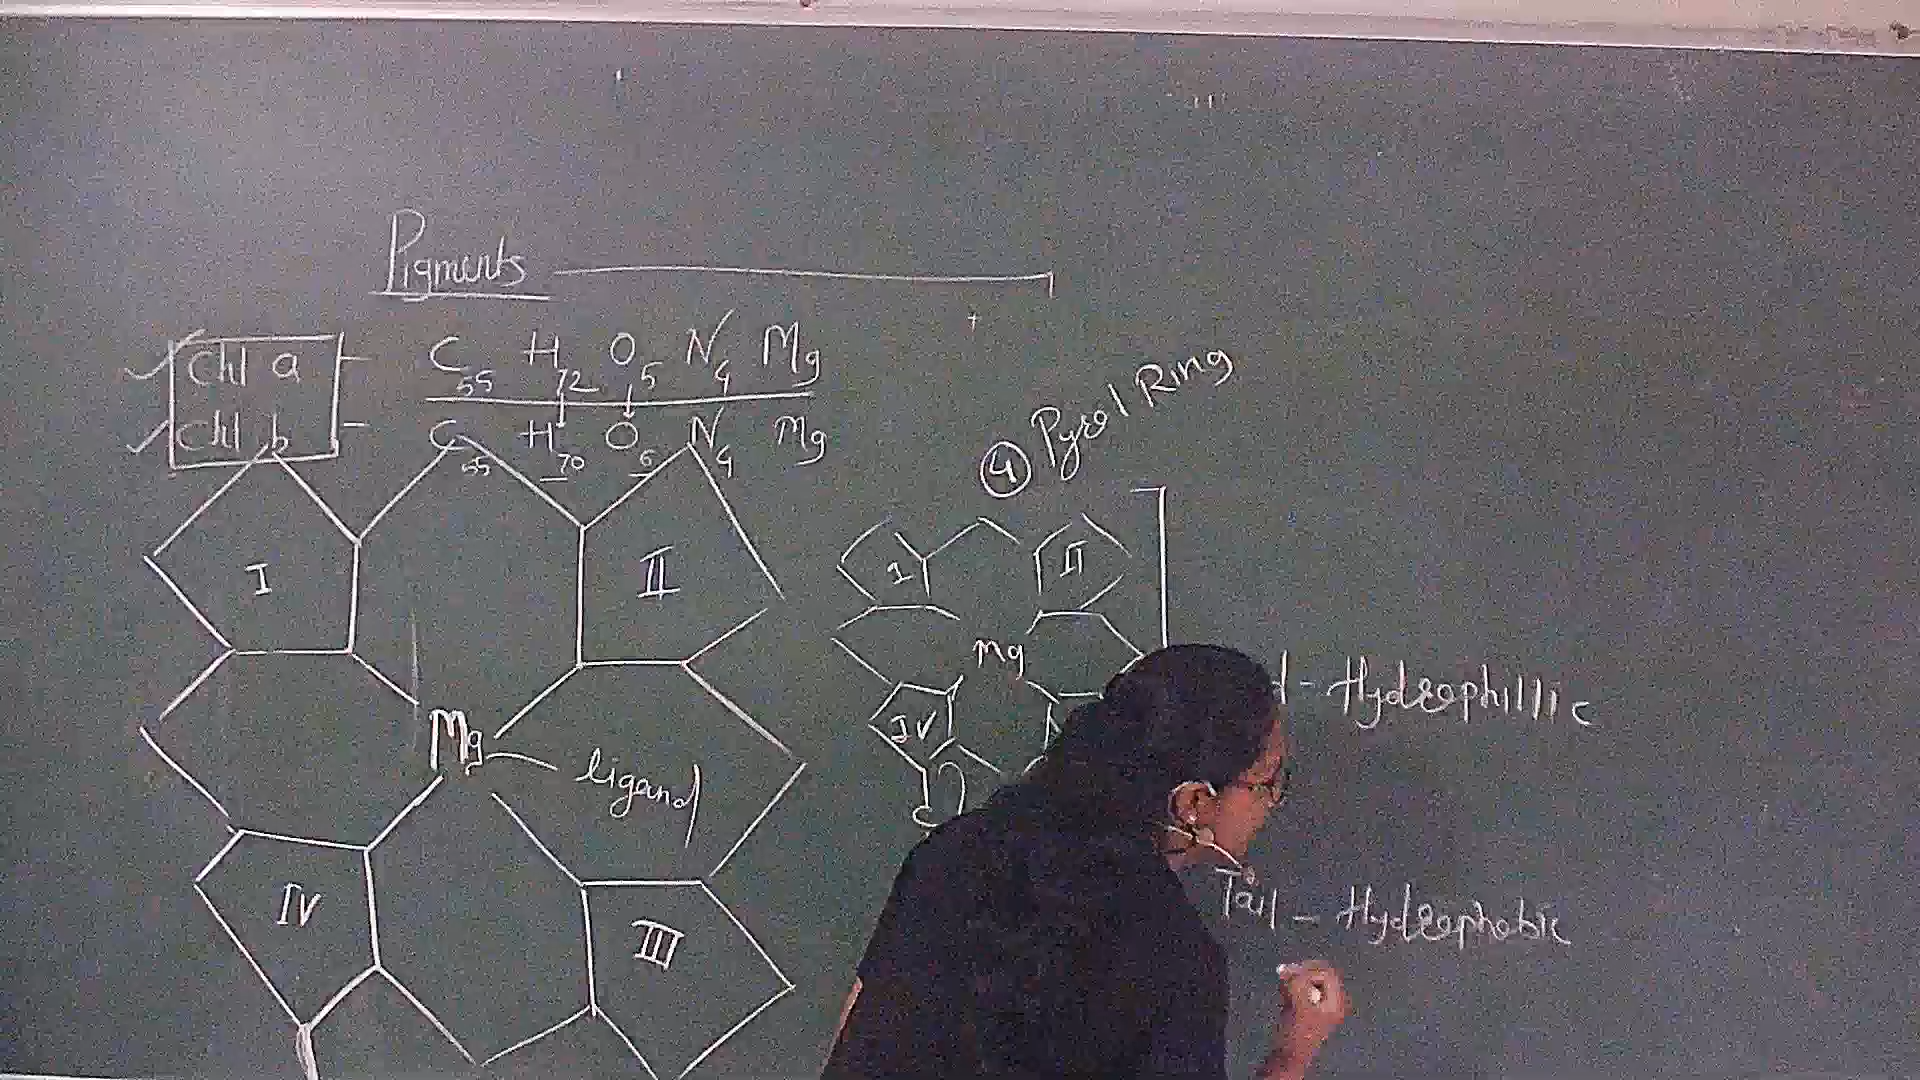 Pigments
Chl a - C55 H72 O5 N4 Mg
Chl b - C55 H70 O6 N4 Mg
④ Pyrol Ring
I
II
Mg
ligand
IV
III
I
II
Mg
IV
- Hydrophillic
Tail - Hydrophobic